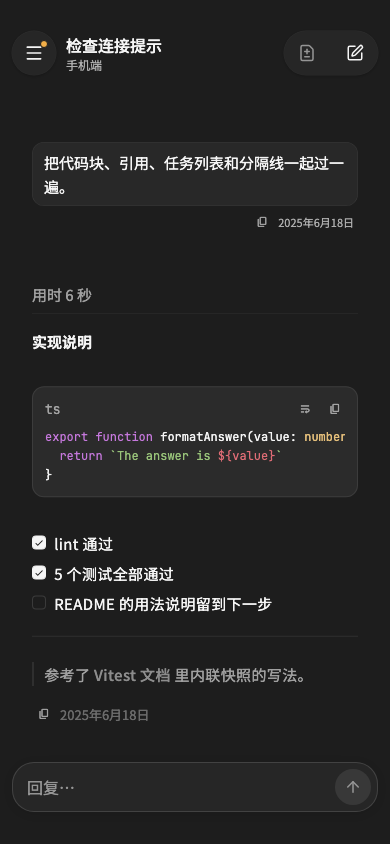 检查连接提示
手机端
把代码块、引用、任务列表和分隔线一起过一
遍。
2025年6月18日
用时 6 秒
实现说明
ts
export function formatAnswer(value: number
  return `The answer is ${value}`
}
lint 通过
5 个测试全部通过
README 的用法说明留到下一步
参考了 Vitest 文档 里内联快照的写法。
2025年6月18日
回复…